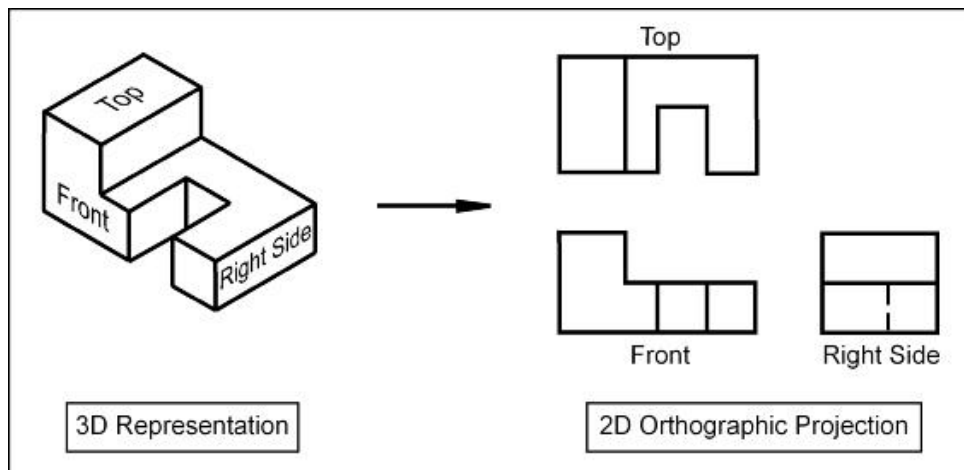 Top
Front
Right Side
3D Representation
Top
Front
Right Side
2D Orthographic Projection